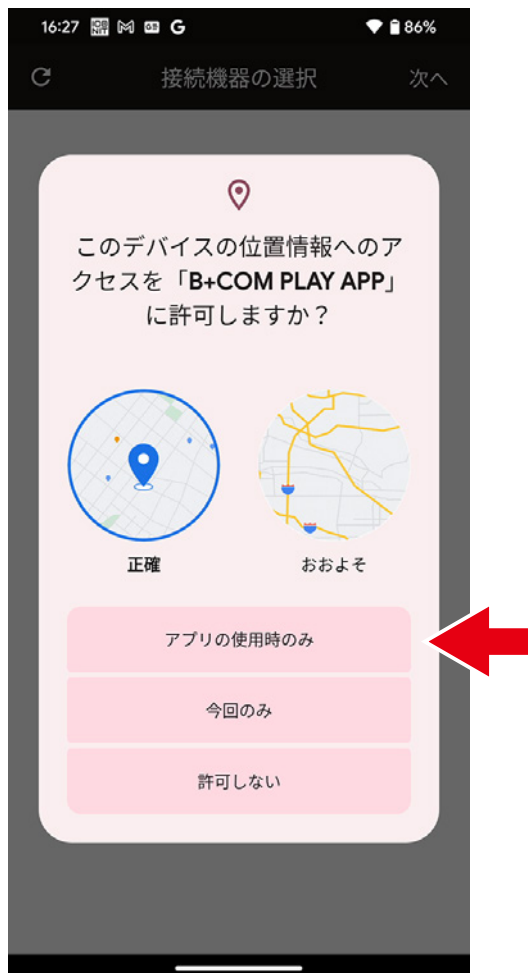 16:27 86%
接続機器の選択 次へ
このデバイスの位置情報へのア
クセスを「B+COM PLAY APP」
に許可しますか？
正確 おおよそ
アプリの使用時のみ
今回のみ
許可しない